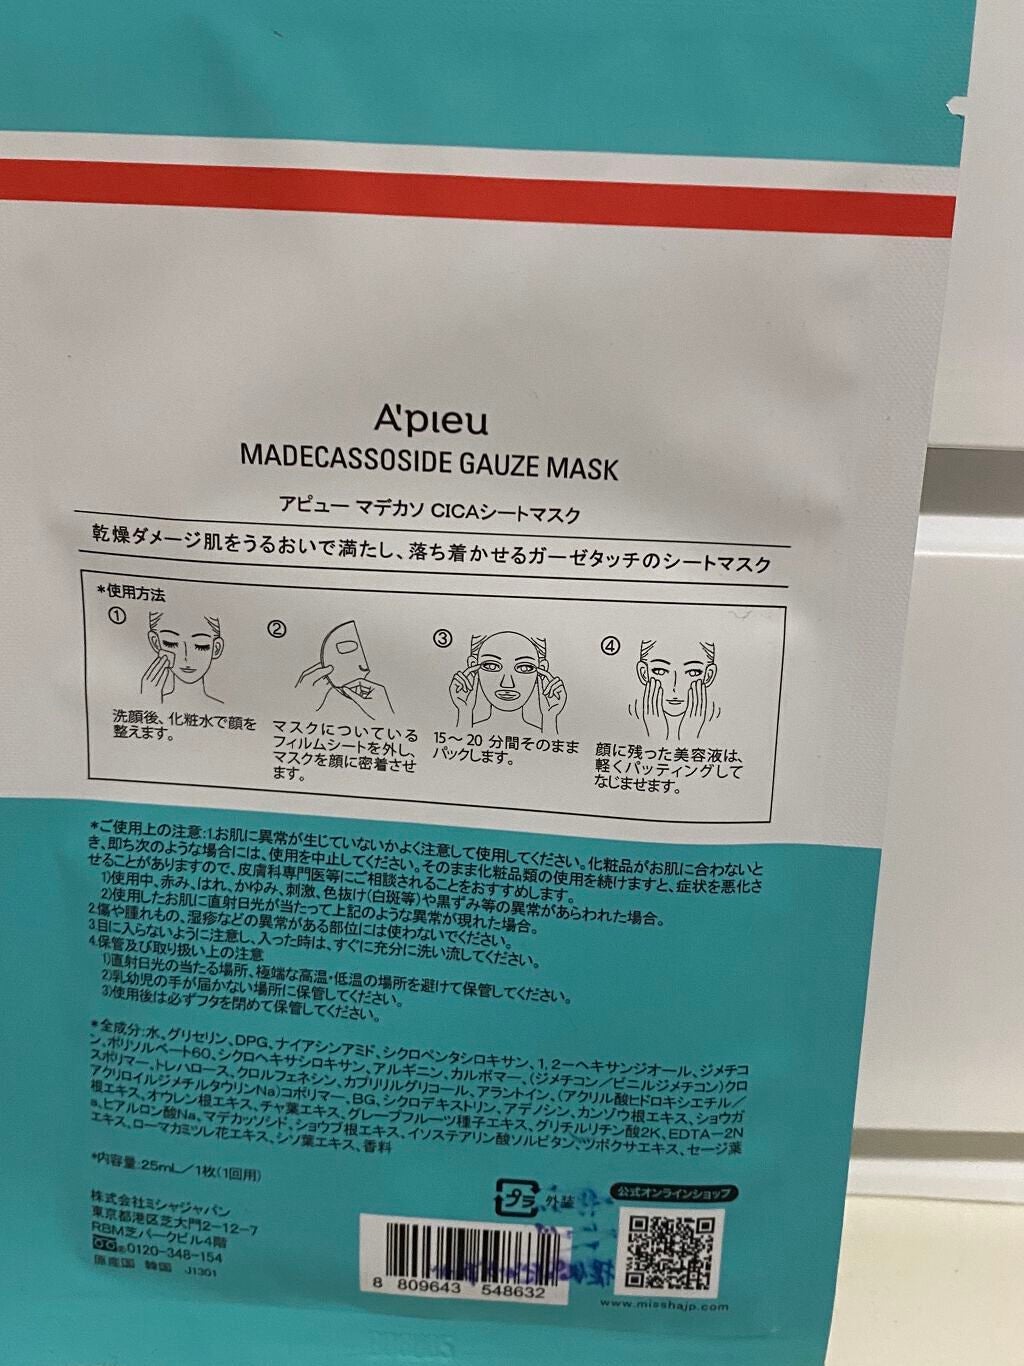 A'pieu
MADECASSOSIDE GAUZE MASK
アピュー マデカソ CICAシートマスク
乾燥ダメージ肌をうるおいで満たし、落ち着かせるガーゼタッチのシートマスク
*使用方法
①
洗顔後、化粧水で顔を
整えます。
②
マスクについている
フィルムシートを外し、
マスクを顔に密着させ
ます。
③
15〜20 分間そのまま
パックします。
④
顔に残った美容液は、
軽くパッティングして
なじませます。
*ご使用上の注意:1.お肌に異常が生じていないかよく注意して使用してください。化粧品がお肌に合わないと
き、即ち次のような場合には、使用を中止してください。そのまま化粧品類の使用を続けますと、症状を悪化さ
せることがありますので、皮膚科専門医等にご相談されることをおすすめします。
1)使用中、赤み、はれ、かゆみ、刺激、色抜け(白斑等)や黒ずみ等の異常があらわれた場合。
2)使用したお肌に直射日光が当たって上記のような異常が現れた場合。
2.傷や腫れもの、湿疹などの異常がある部位には使わないでください。
3.目に入らないように注意し、入った時は、すぐに充分に洗い流してください。
4.保管及び取り扱い上の注意
1)直射日光の当たる場所、極端な高温・低温の場所を避けて保管してください。
2)乳幼児の手が届かない場所に保管してください。
3)使用後は必ずフタを閉めて保管してください。
*全成分:水、グリセリン、DPG、ナイアシンアミド、シクロペンタシロキサン、1,2ーヘキサンジオール、ジメチコ
ン、ポリソルベート60、シクロヘキサシロキサン、アルギニン、カルボマー、(ジメチコン/ビニルジメチコン)クロ
スポリマー、トレハロース、クロルフェネシン、カプリリルグリコール、アラントイン、(アクリル酸ヒドロキシエチル/
アクリロイルジメチルタウリンNa)コポリマー、BG、シクロデキストリン、アデノシン、カンゾウ根エキス、ショウガ
根エキス、オウレン根エキス、チャ葉エキス、グレープフルーツ種子エキス、グリチルリチン酸2K、EDTAー2N
a、ヒアルロン酸Na、マデカッソシド、ショウブ根エキス、イソステアリン酸ソルビタン、ツボクサエキス、セージ葉
エキス、ローマカミツレ花エキス、シソ葉エキス、香料
*内容量:25mL/1枚(1回用)
株式会社ミシャジャパン
東京都港区芝大門2-12-7
RBM芝パークビル4階
0120-348-154
原産国 韓国 J1301
プラ 外装
公式オンラインショップ
8 809643 548632
www.misshajp.com